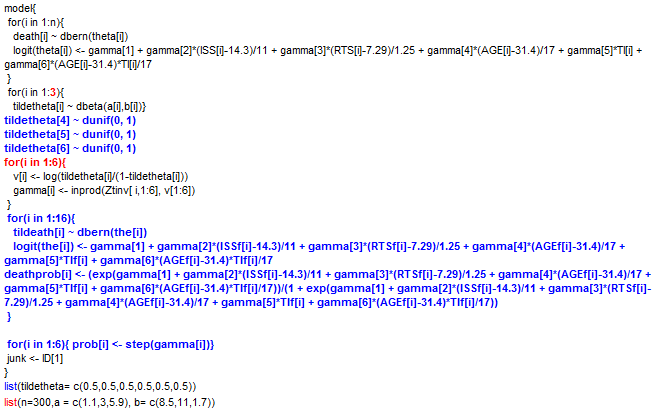 model{
for(i in 1:n){
death[i] ~ dbern(theta[i])
logit(theta[i]) <- gamma[1] + gamma[2]*(ISS[i]-14.3)/11 + gamma[3]*(RTS[i]-7.29)/1.25 + gamma[4]*(AGE[i]-31.4)/17 + gamma[5]*TI[i] +
gamma[6]*(AGE[i]-31.4)*TI[i]/17
}
for(i in 1:3){
tildetheta[i] ~ dbeta(a[i],b[i])}
tildetheta[4] ~ dunif(0, 1)
tildetheta[5] ~ dunif(0, 1)
tildetheta[6] ~ dunif(0, 1)
for(i in 1:6){
v[i] <- log(tildetheta[i]/(1-tildetheta[i]))
gamma[i] <- inprod(Ztinv[ i,1:6], v[1:6])
}
for(i in 1:16){
tildeath[i] ~ dbern(the[i])
logit(the[i]) <- gamma[1] + gamma[2]*(ISSf[i]-14.3)/11 + gamma[3]*(RTSf[i]-7.29)/1.25 + gamma[4]*(AGEf[i]-31.4)/17 +
gamma[5]*TIf[i] + gamma[6]*(AGEf[i]-31.4)*TIf[i]/17
deathprob[i] <- (exp(gamma[1] + gamma[2]*(ISSf[i]-14.3)/11 + gamma[3]*(RTSf[i]-7.29)/1.25 + gamma[4]*(AGEf[i]-31.4)/17 +
gamma[5]*TIf[i] + gamma[6]*(AGEf[i]-31.4)*TIf[i]/17))/(1 + exp(gamma[1] + gamma[2]*(ISSf[i]-14.3)/11 + gamma[3]*(RTSf[i]-
7.29)/1.25 + gamma[4]*(AGEf[i]-31.4)/17 + gamma[5]*TIf[i] + gamma[6]*(AGEf[i]-31.4)*TIf[i]/17))
}
for(i in 1:6){ prob[i] <- step(gamma[i])}
junk <- ID[1]
}
list(tildetheta= c(0.5,0.5,0.5,0.5,0.5,0.5))
list(n=300,a = c(1.1,3,5.9), b= c(8.5,11,1.7))